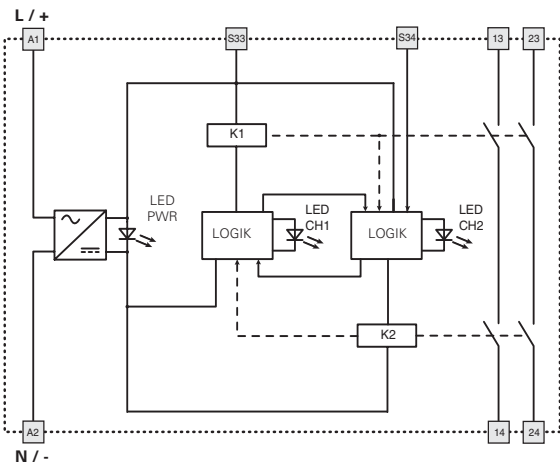 L / +
A1
S33
S34
13
23
K1
LED
PWR
LOGIK
LED
CH1
LOGIK
LED
CH2
K2
A2
14
24
N / -